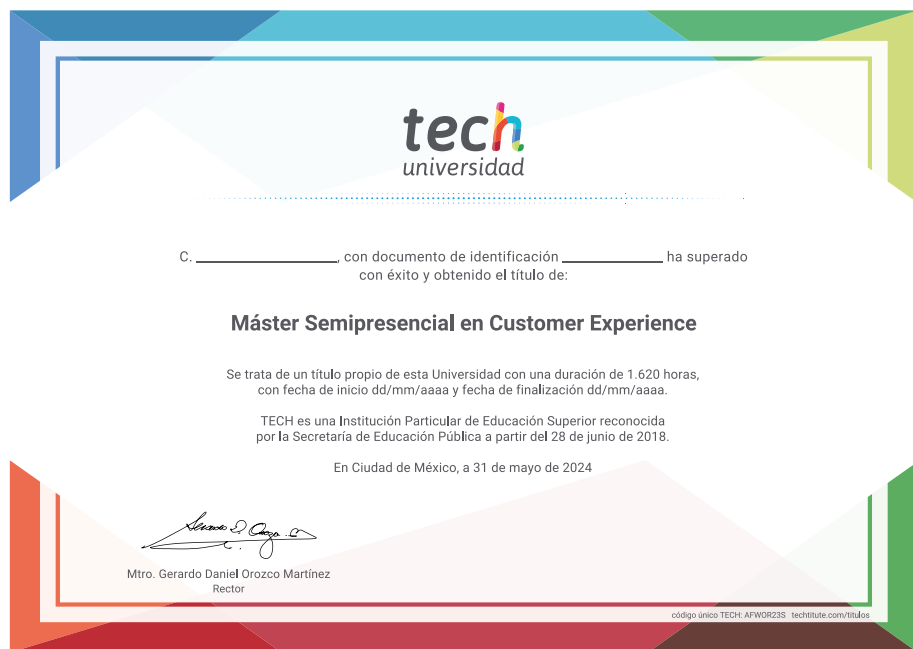 tech
universidad
C. ____________________, con documento de identificación ______________ ha superado
con éxito y obtenido el título de:
Máster Semipresencial en Customer Experience
Se trata de un título propio de esta Universidad con una duración de 1.620 horas,
con fecha de inicio dd/mm/aaaa y fecha de finalización dd/mm/aaaa.
TECH es una Institución Particular de Educación Superior reconocida
por la Secretaría de Educación Pública a partir del 28 de junio de 2018.
En Ciudad de México, a 31 de mayo de 2024
Mtro. Gerardo Daniel Orozco Martínez
Rector
código único TECH: AFWOR23S techtitute.com/titulos